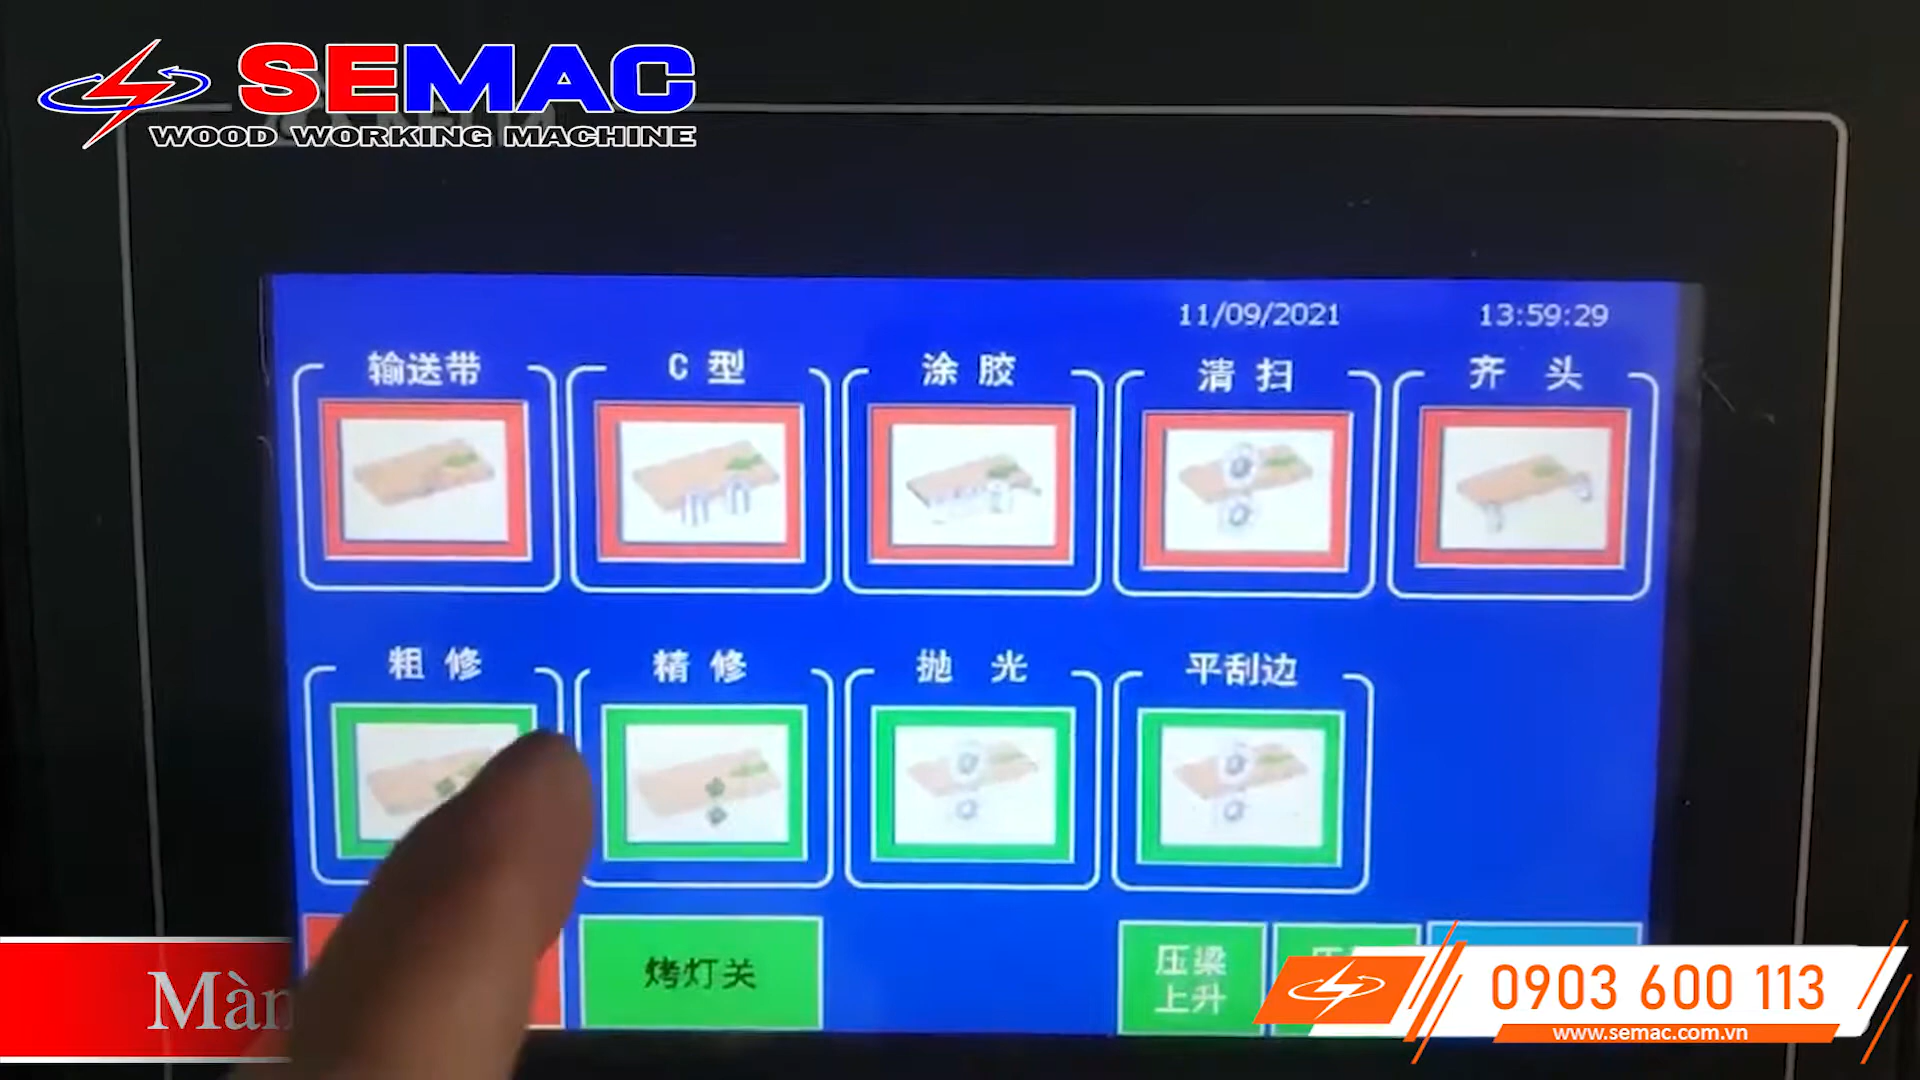 SEMAC
WOOD WORKING MACHINE
11/09/2021 13:59:29
输送带 C 型 涂 胶 清 扫 齐 头
粗 修 精 修 抛 光 平刮边
烤灯关
压梁
上升
Màn
0903 600 113
www.semac.com.vn